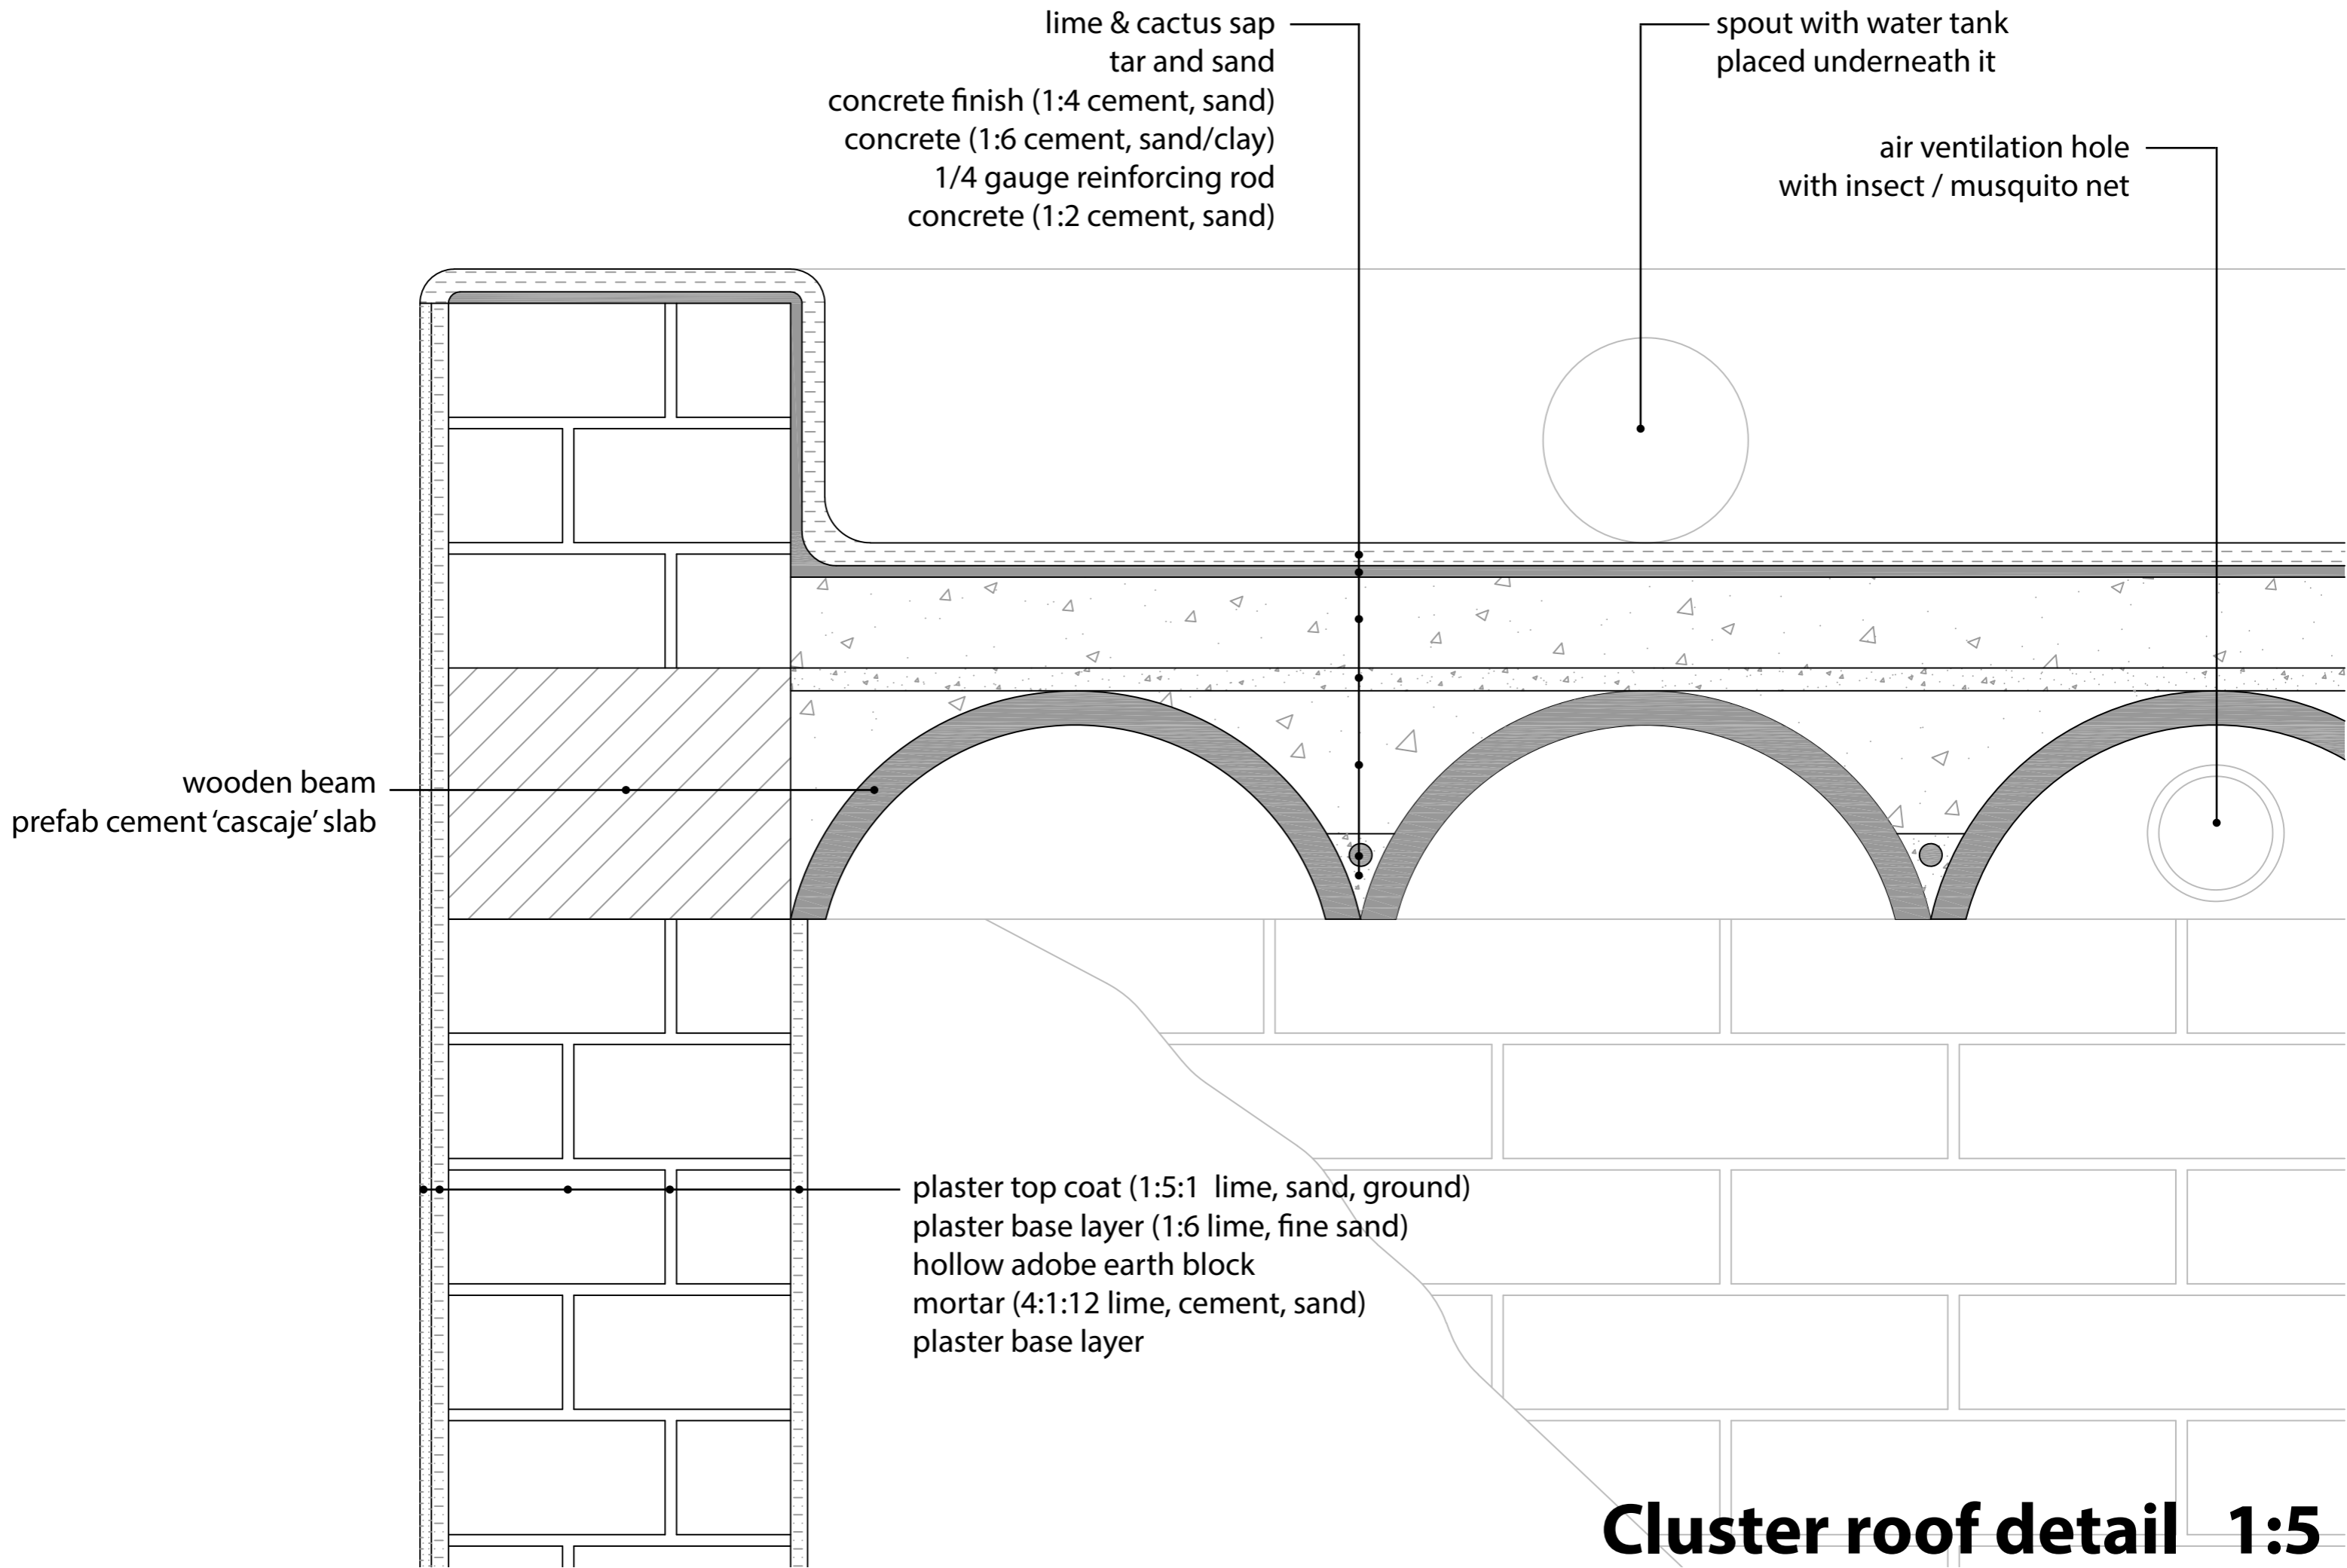 lime & cactus sap
tar and sand
concrete finish (1:4 cement, sand)
concrete (1:6 cement, sand/clay)
1/4 gauge reinforcing rod
concrete (1:2 cement, sand)
spout with water tank
placed underneath it
air ventilation hole
with insect / musquito net
wooden beam
prefab cement ‘cascaje’ slab
plaster top coat (1:5:1 lime, sand, ground)
plaster base layer (1:6 lime, fine sand)
hollow adobe earth block
mortar (4:1:12 lime, cement, sand)
plaster base layer
Cluster roof detail 1:5